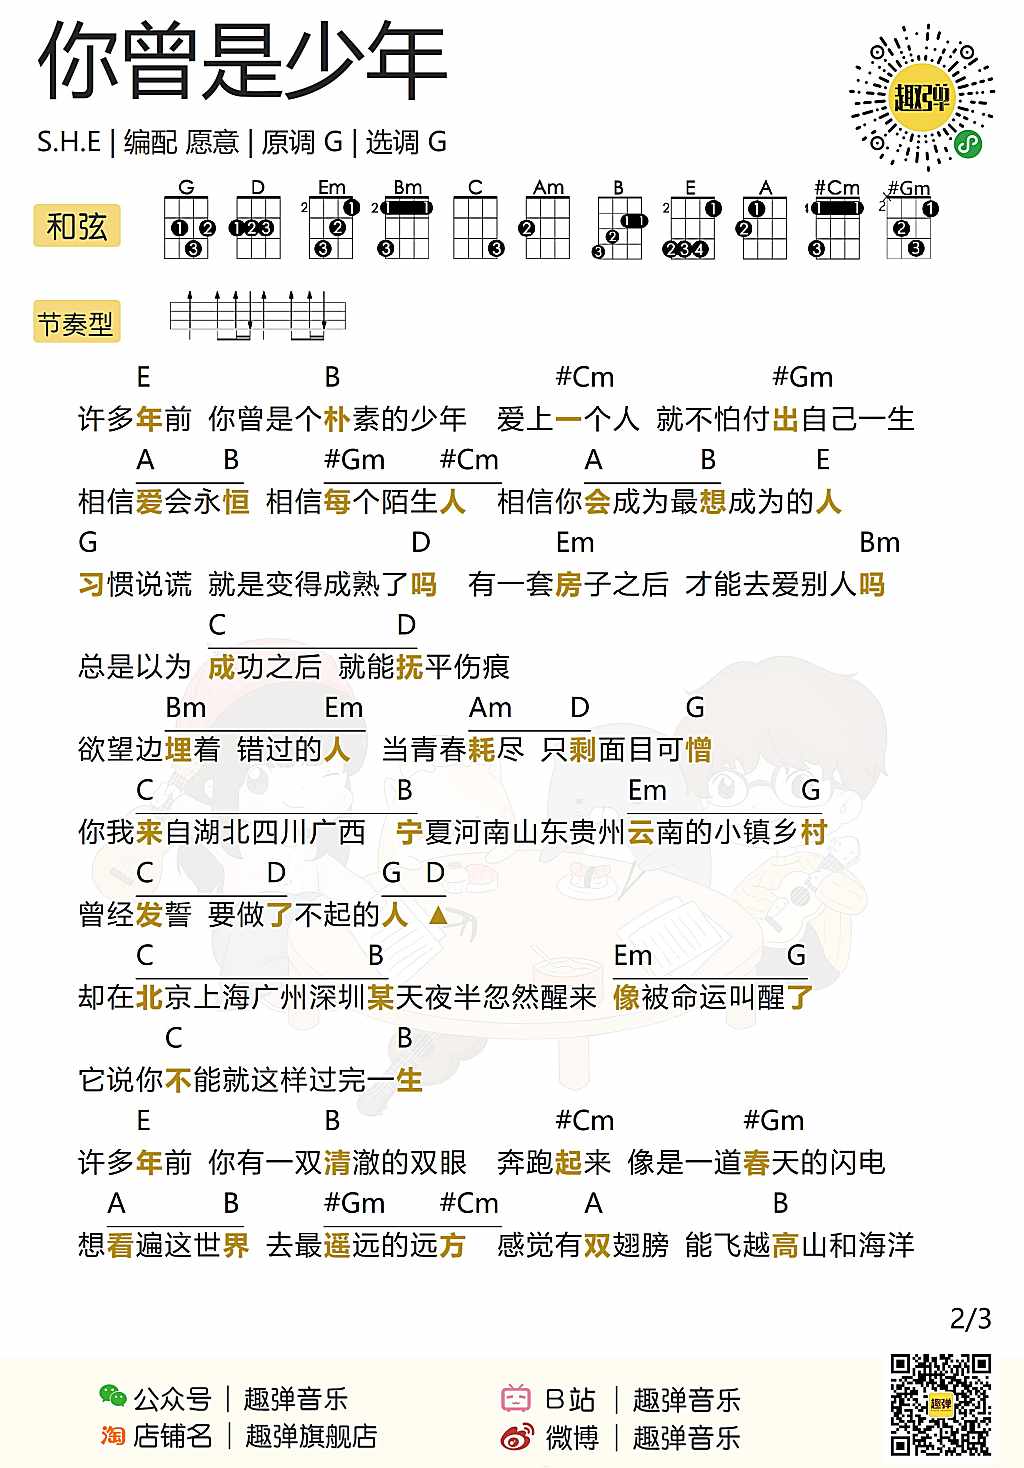 你曾是少年
趣弹
S.H.E | 编配 愿意 | 原调 G | 选调 G
和弦
G D Em Bm C Am B E A #Cm #Gm
节奏型
E B #Cm #Gm
许多年前 你曾是个朴素的少年 爱上一个人 就不怕付出自己一生
A B #Gm #Cm A B E
相信爱会永恒 相信每个陌生人 相信你会成为最想成为的人
G D Em Bm
习惯说谎 就是变得成熟了吗 有一套房子之后 才能去爱别人吗
C D
总是以为 成功之后 就能抚平伤痕
Bm Em Am D G
欲望边埋着 错过的人 当青春耗尽 只剩面目可憎
C B Em G
你我来自湖北四川广西 宁夏河南山东贵州云南的小镇乡村
C D G D
曾经发誓 要做了不起的人 ▲
C B Em G
却在北京上海广州深圳某天夜半忽然醒来 像被命运叫醒了
C B
它说你不能就这样过完一生
E B #Cm #Gm
许多年前 你有一双清澈的双眼 奔跑起来 像是一道春天的闪电
A B #Gm #Cm A B
想看遍这世界 去最遥远的远方 感觉有双翅膀 能飞越高山和海洋
2/3
公众号 | 趣弹音乐
B站 | 趣弹音乐
淘 店铺名 | 趣弹旗舰店
微博 | 趣弹音乐
趣弹